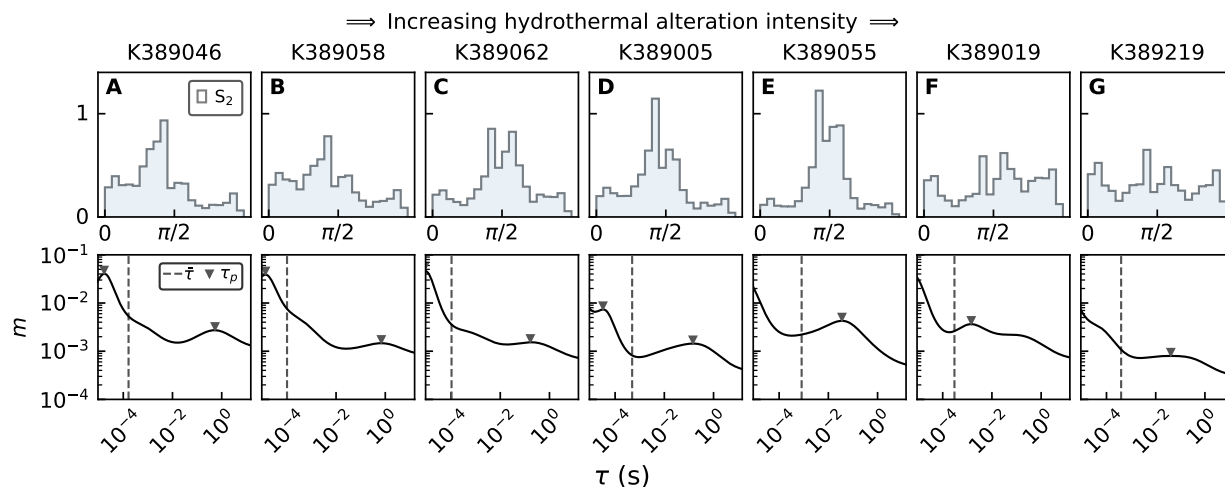 ⟹ Increasing hydrothermal alteration intensity ⟹
K389046 K389058 K389062 K389005 K389055 K389019 K389219
A B C D E F G
S₂
1
0
0 π/2 0 π/2 0 π/2 0 π/2 0 π/2 0 π/2 0 π/2
10⁻¹
10⁻²
10⁻³
10⁻⁴
m
τ̄ τₚ
10⁻⁴ 10⁻² 10⁰ 10⁻⁴ 10⁻² 10⁰ 10⁻⁴ 10⁻² 10⁰ 10⁻⁴ 10⁻² 10⁰ 10⁻⁴ 10⁻² 10⁰ 10⁻⁴ 10⁻² 10⁰ 10⁻⁴ 10⁻² 10⁰
τ (s)